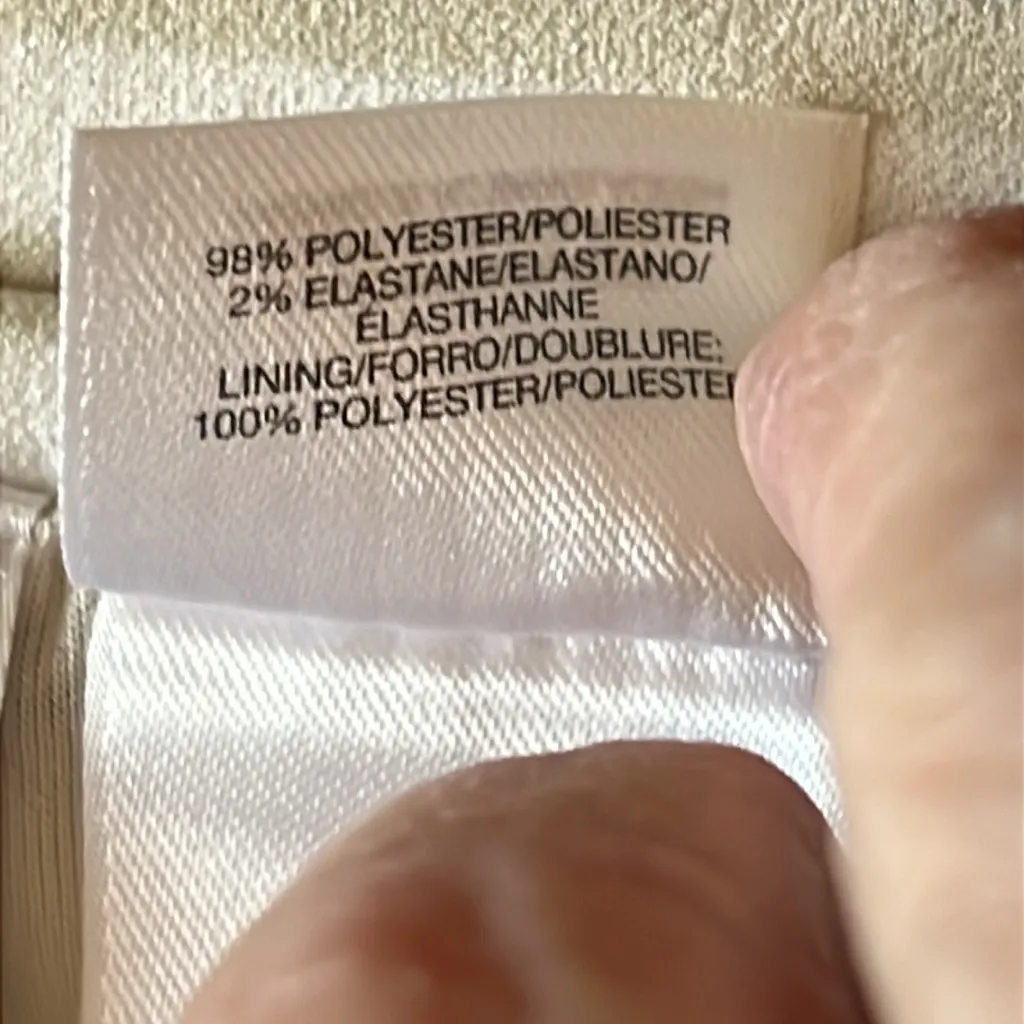 98% POLYESTER/POLIESTER
2% ELASTANE/ELASTANO/
ÉLASTHANNE
LINING/FORRO/DOUBLURE:
100% POLYESTER/POLIESTER